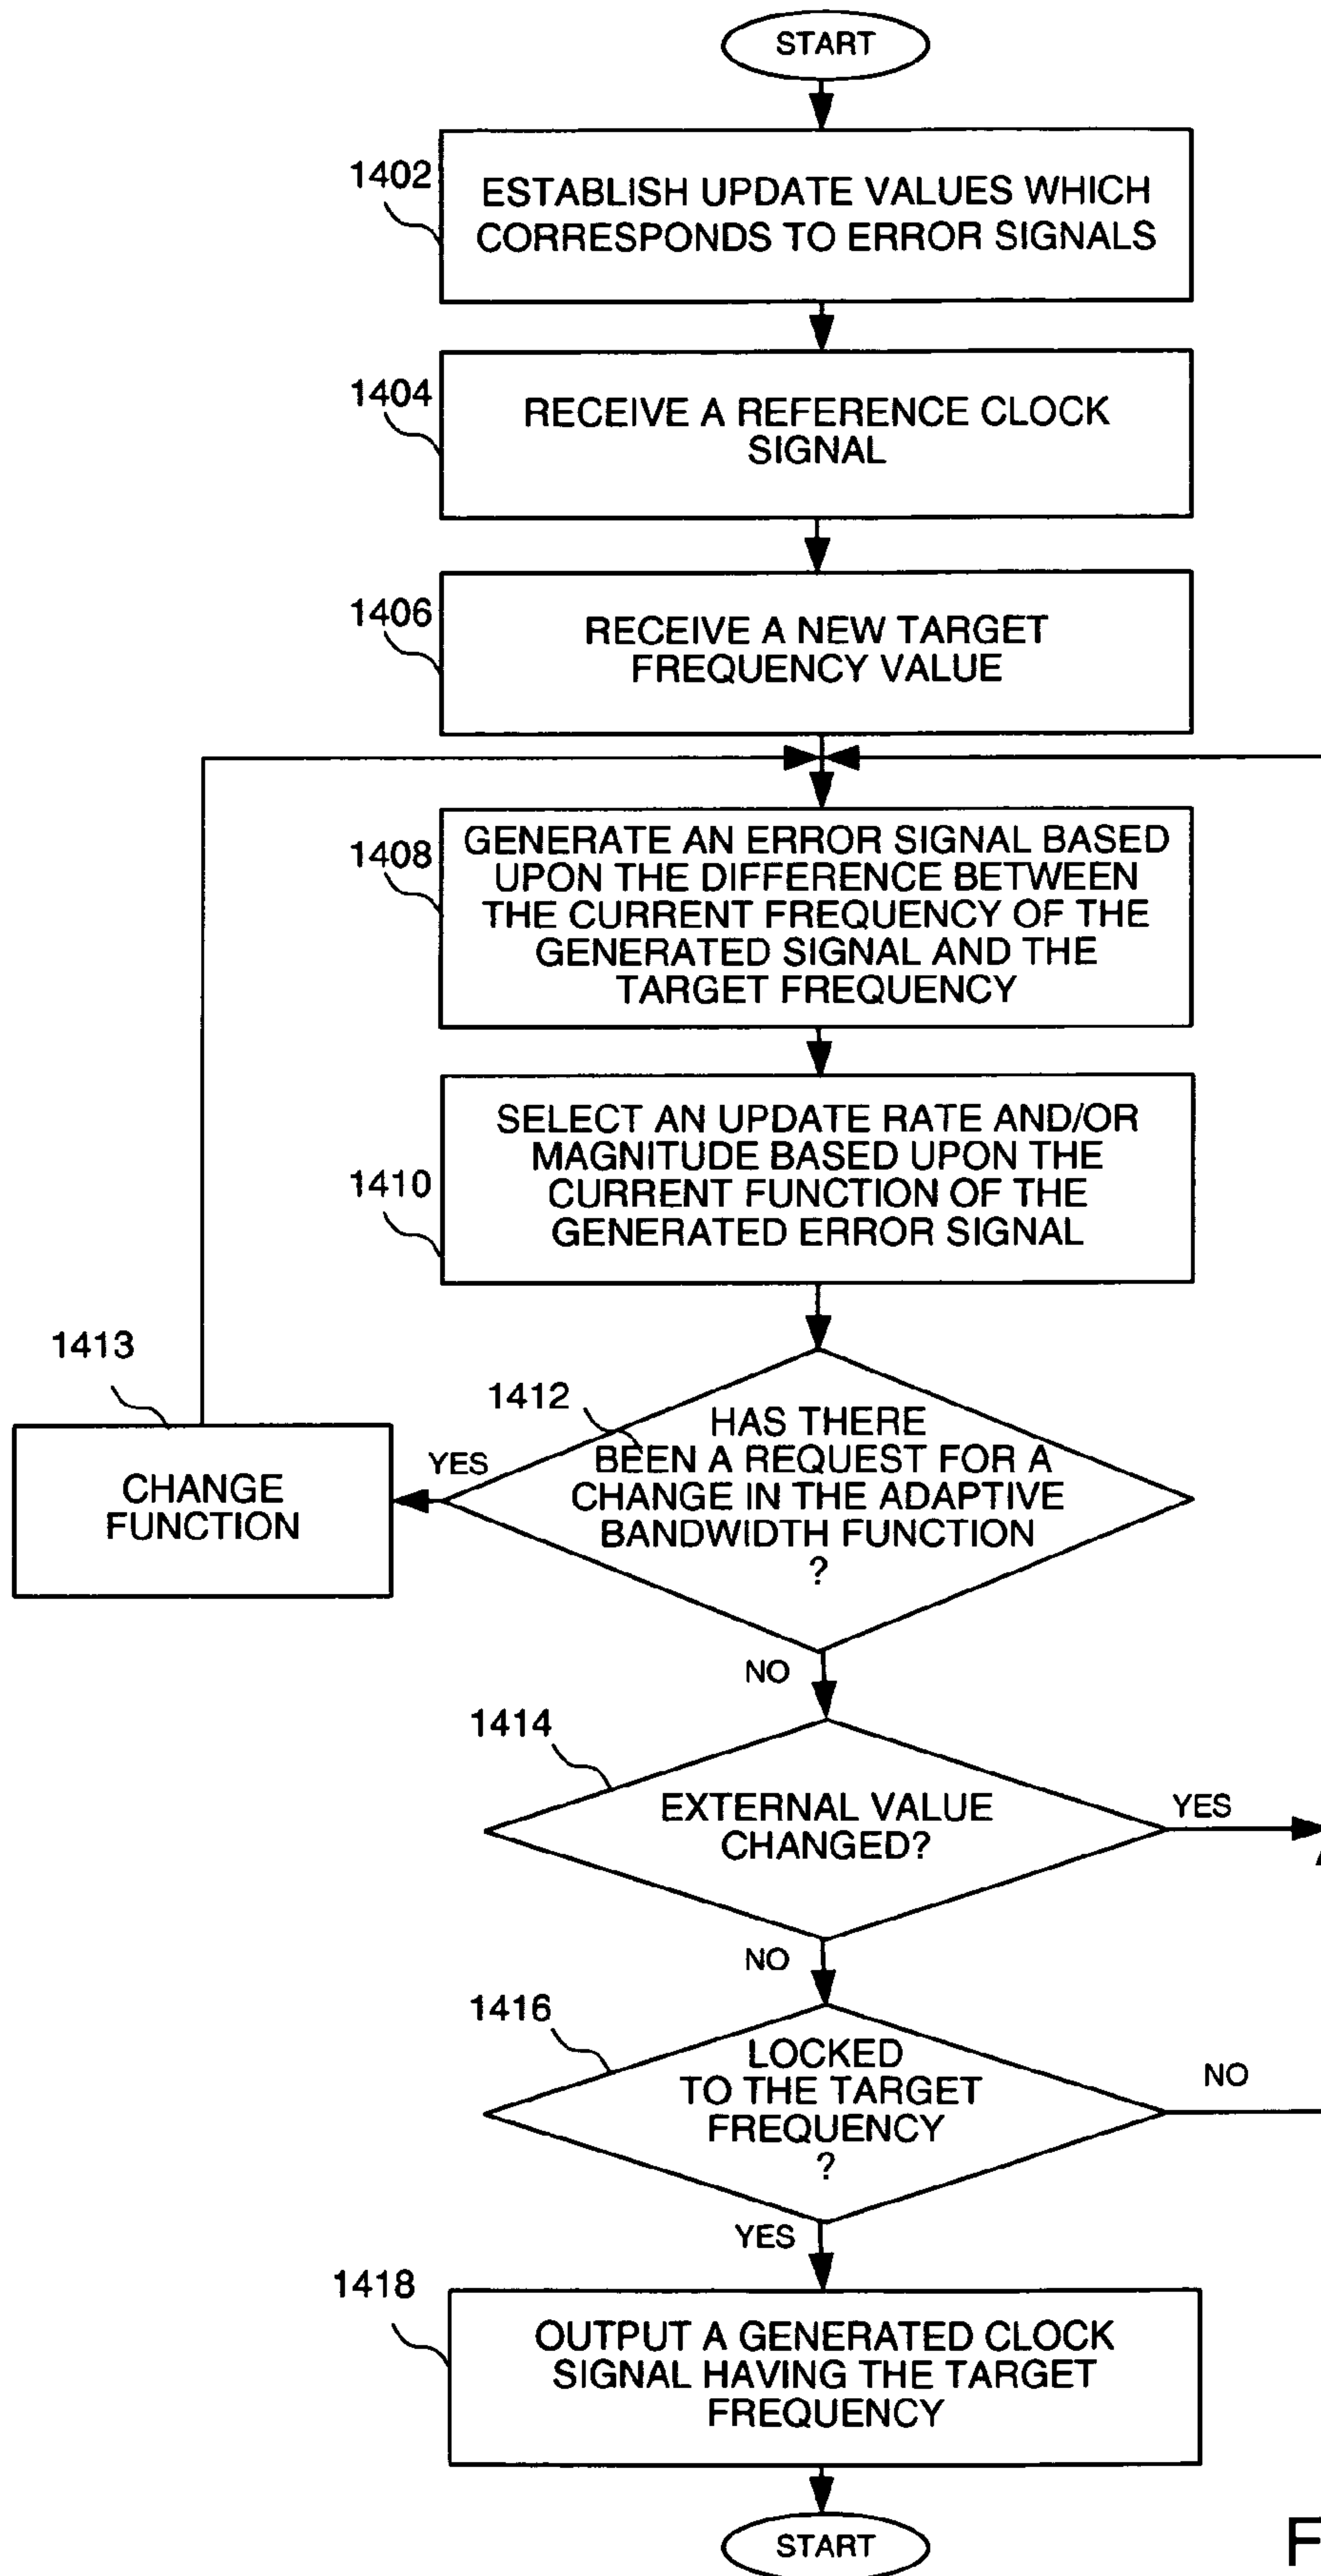 START
1402
ESTABLISH UPDATE VALUES WHICH
CORRESPONDS TO ERROR SIGNALS
1404
RECEIVE A REFERENCE CLOCK
SIGNAL
1406
RECEIVE A NEW TARGET
FREQUENCY VALUE
1408
GENERATE AN ERROR SIGNAL BASED
UPON THE DIFFERENCE BETWEEN
THE CURRENT FREQUENCY OF THE
GENERATED SIGNAL AND THE
TARGET FREQUENCY
1410
SELECT AN UPDATE RATE AND/OR
MAGNITUDE BASED UPON THE
CURRENT FUNCTION OF THE
GENERATED ERROR SIGNAL
1412
HAS THERE
BEEN A REQUEST FOR A
CHANGE IN THE ADAPTIVE
BANDWIDTH FUNCTION
?
YES
1413
CHANGE
FUNCTION
NO
1414
EXTERNAL VALUE
CHANGED?
YES
NO
1416
LOCKED
TO THE TARGET
FREQUENCY
?
NO
YES
1418
OUTPUT A GENERATED CLOCK
SIGNAL HAVING THE TARGET
FREQUENCY
START
F